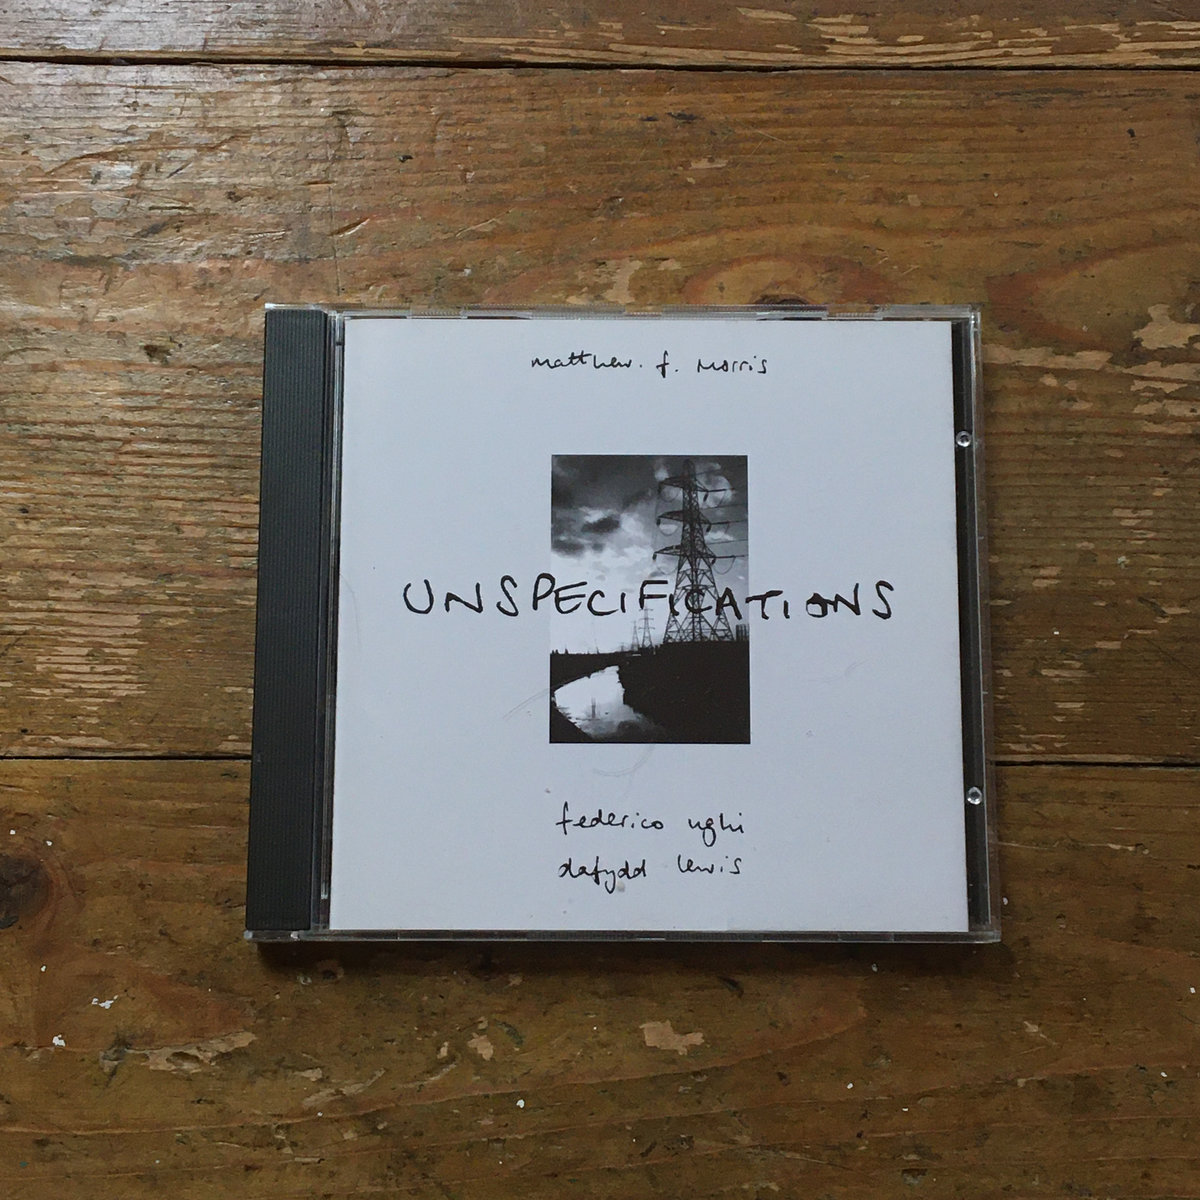 matthew. f. morris
UNSPECIFICATIONS
federico ughi
dafydd lewis